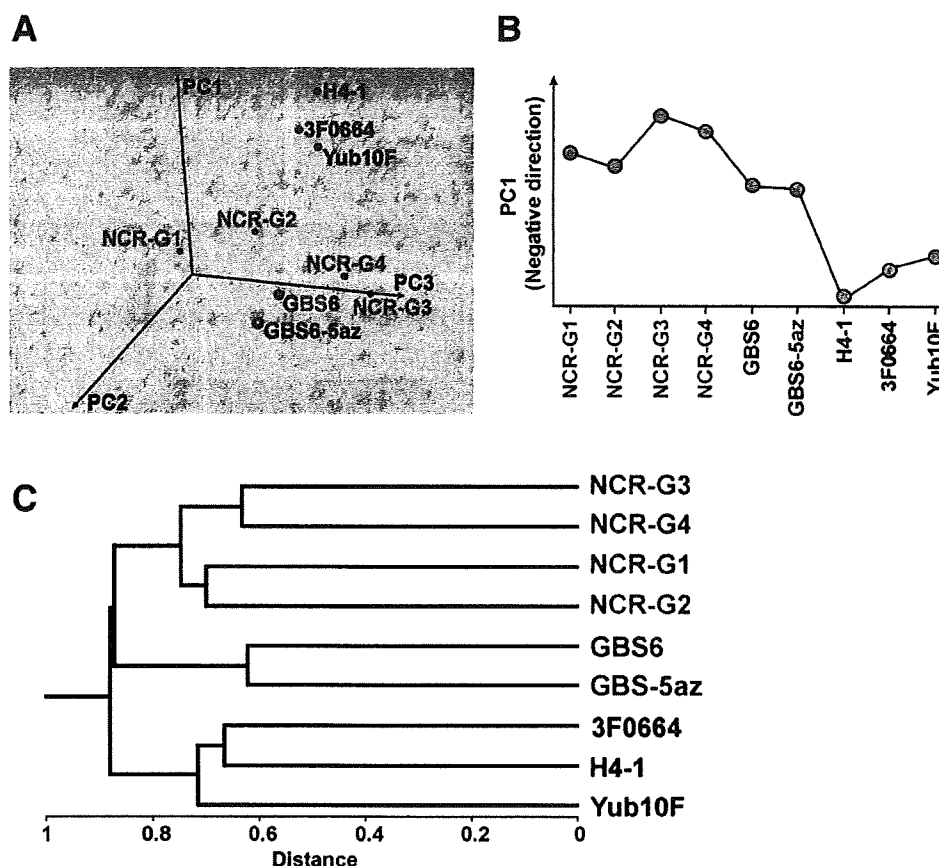 A
PC1
H4-1
3F0664
Yub10F
NCR-G2
NCR-G1
NCR-G4
PC3
GBS6
NCR-G3
GBS6-5az
PC2
B
PC1
(Negative direction)
NCR-G1
NCR-G2
NCR-G3
NCR-G4
GBS6
GBS6-5az
H4-1
3F0664
Yub10F
C
NCR-G3
NCR-G4
NCR-G1
NCR-G2
GBS6
GBS-5az
3F0664
H4-1
Yub10F
1 0.8 0.6 0.4 0.2 0
Distance